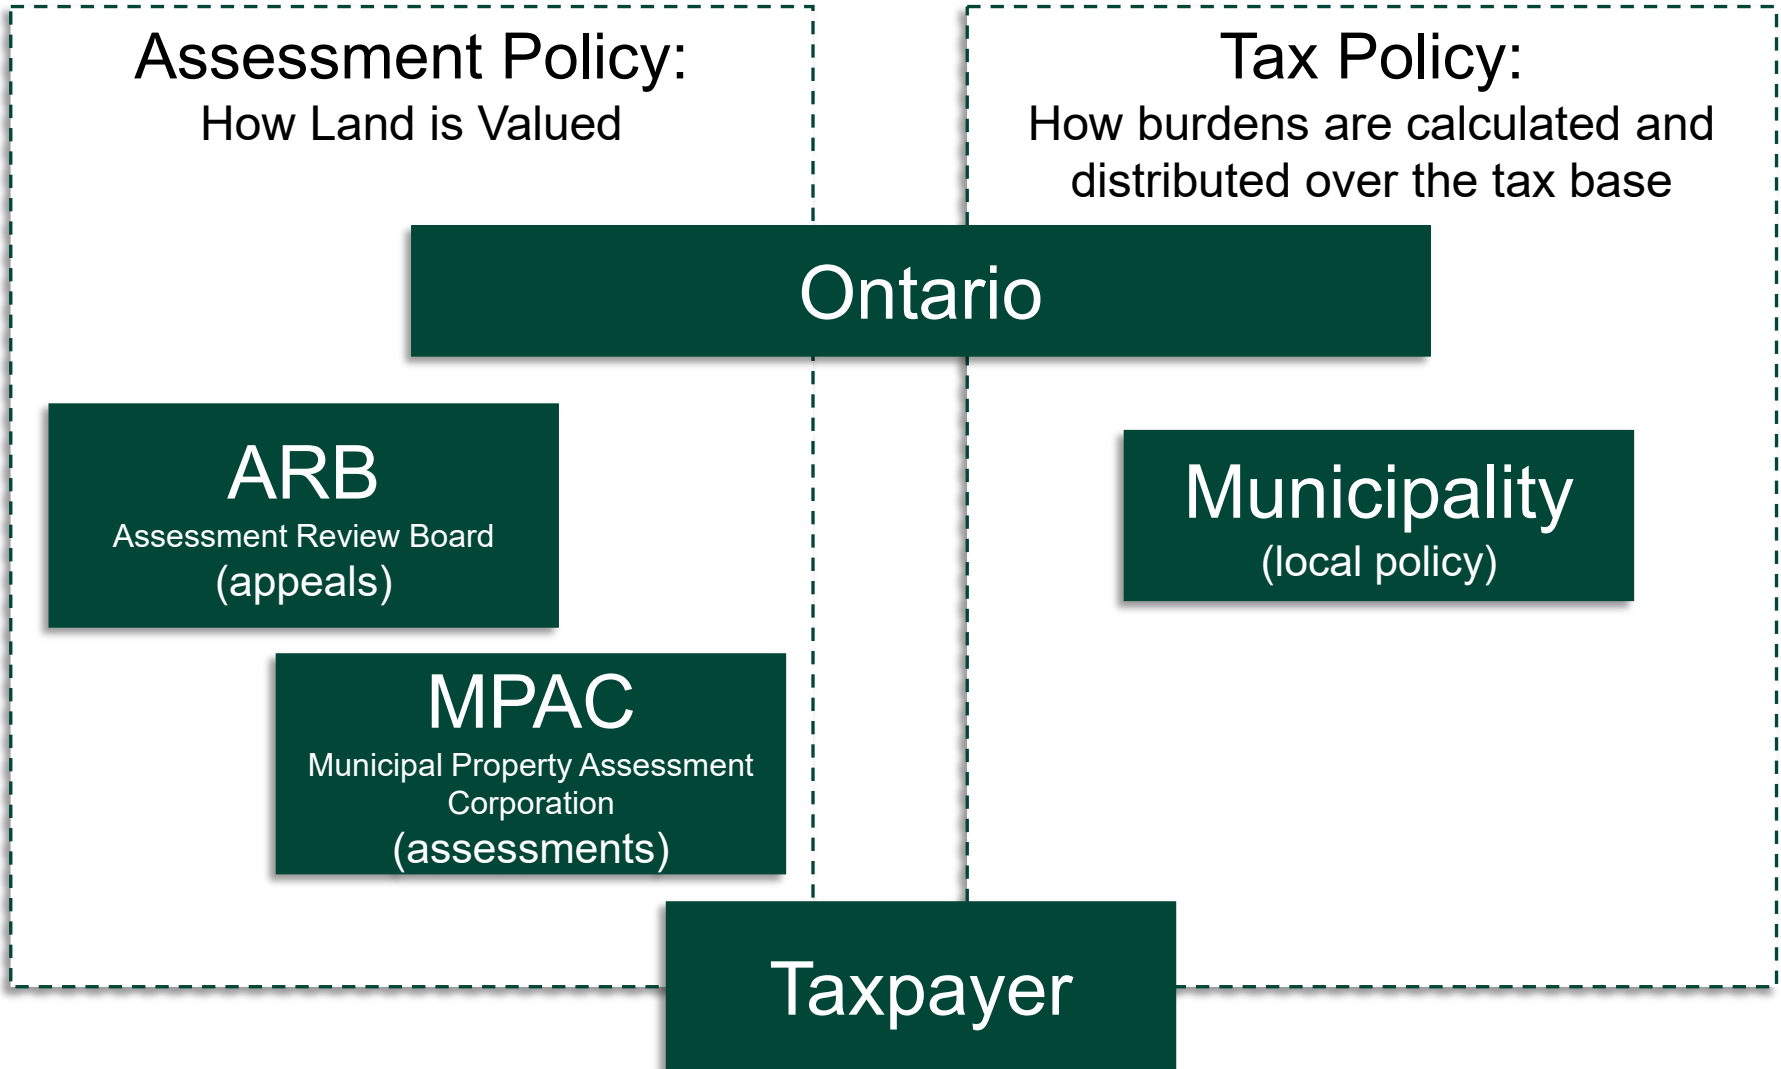 Assessment Policy:
How Land is Valued
Tax Policy:
How burdens are calculated and
distributed over the tax base
Ontario
ARB
Assessment Review Board
(appeals)
Municipality
(local policy)
MPAC
Municipal Property Assessment
Corporation
(assessments)
Taxpayer